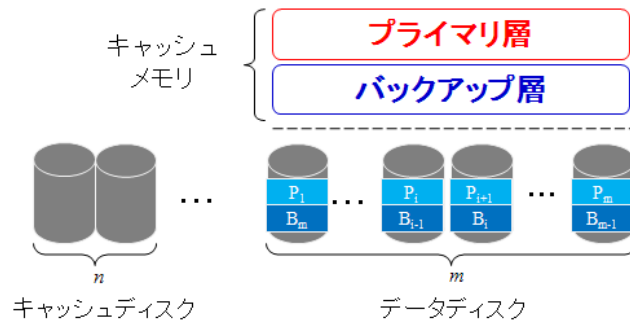 キャッシュ
メモリ
プライマリ層
バックアップ層
...
P1 ... Pi Pi+1 ... Pm
Bm Bi-1 Bi Bm-1
n
m
キャッシュディスク
データディスク